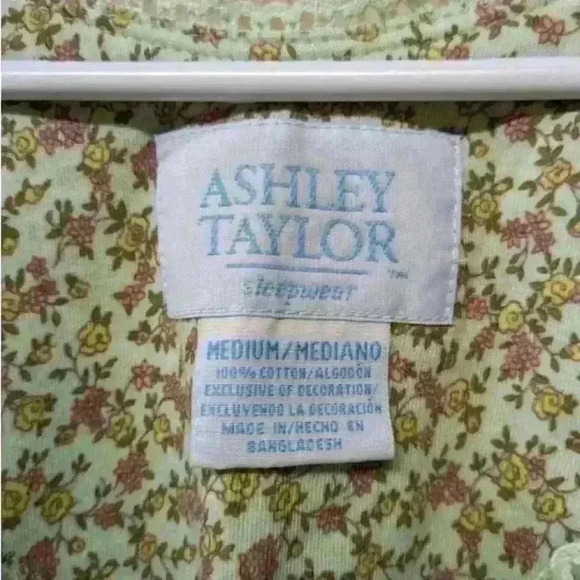 ASHLEY
TAYLOR
™
sleepwear
MEDIUM/MEDIANO
100% COTTON/ALGODÓN
EXCLUSIVE OF DECORATION/
EXCLUYENDO LA DECORACIÓN
MADE IN/HECHO EN
BANGLADESH